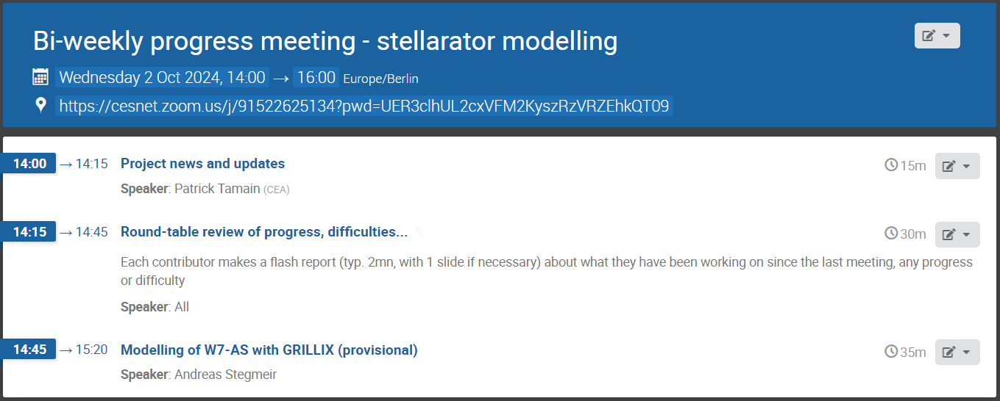 Bi-weekly progress meeting - stellarator modelling
Wednesday 2 Oct 2024, 14:00 → 16:00 Europe/Berlin
https://cesnet.zoom.us/j/91522625134?pwd=UER3clhUL2cxVFM2KyszRzVRZEhkQT09
14:00 → 14:15 Project news and updates 15m
Speaker: Patrick Tamain (CEA)
14:15 → 14:45 Round-table review of progress, difficulties... ¶ 30m
Each contributor makes a flash report (typ. 2mn, with 1 slide if necessary) about what they have been working on since the last meeting, any progress
or difficulty
Speaker: All
14:45 → 15:20 Modelling of W7-AS with GRILLIX (provisional) 35m
Speaker: Andreas Stegmeir